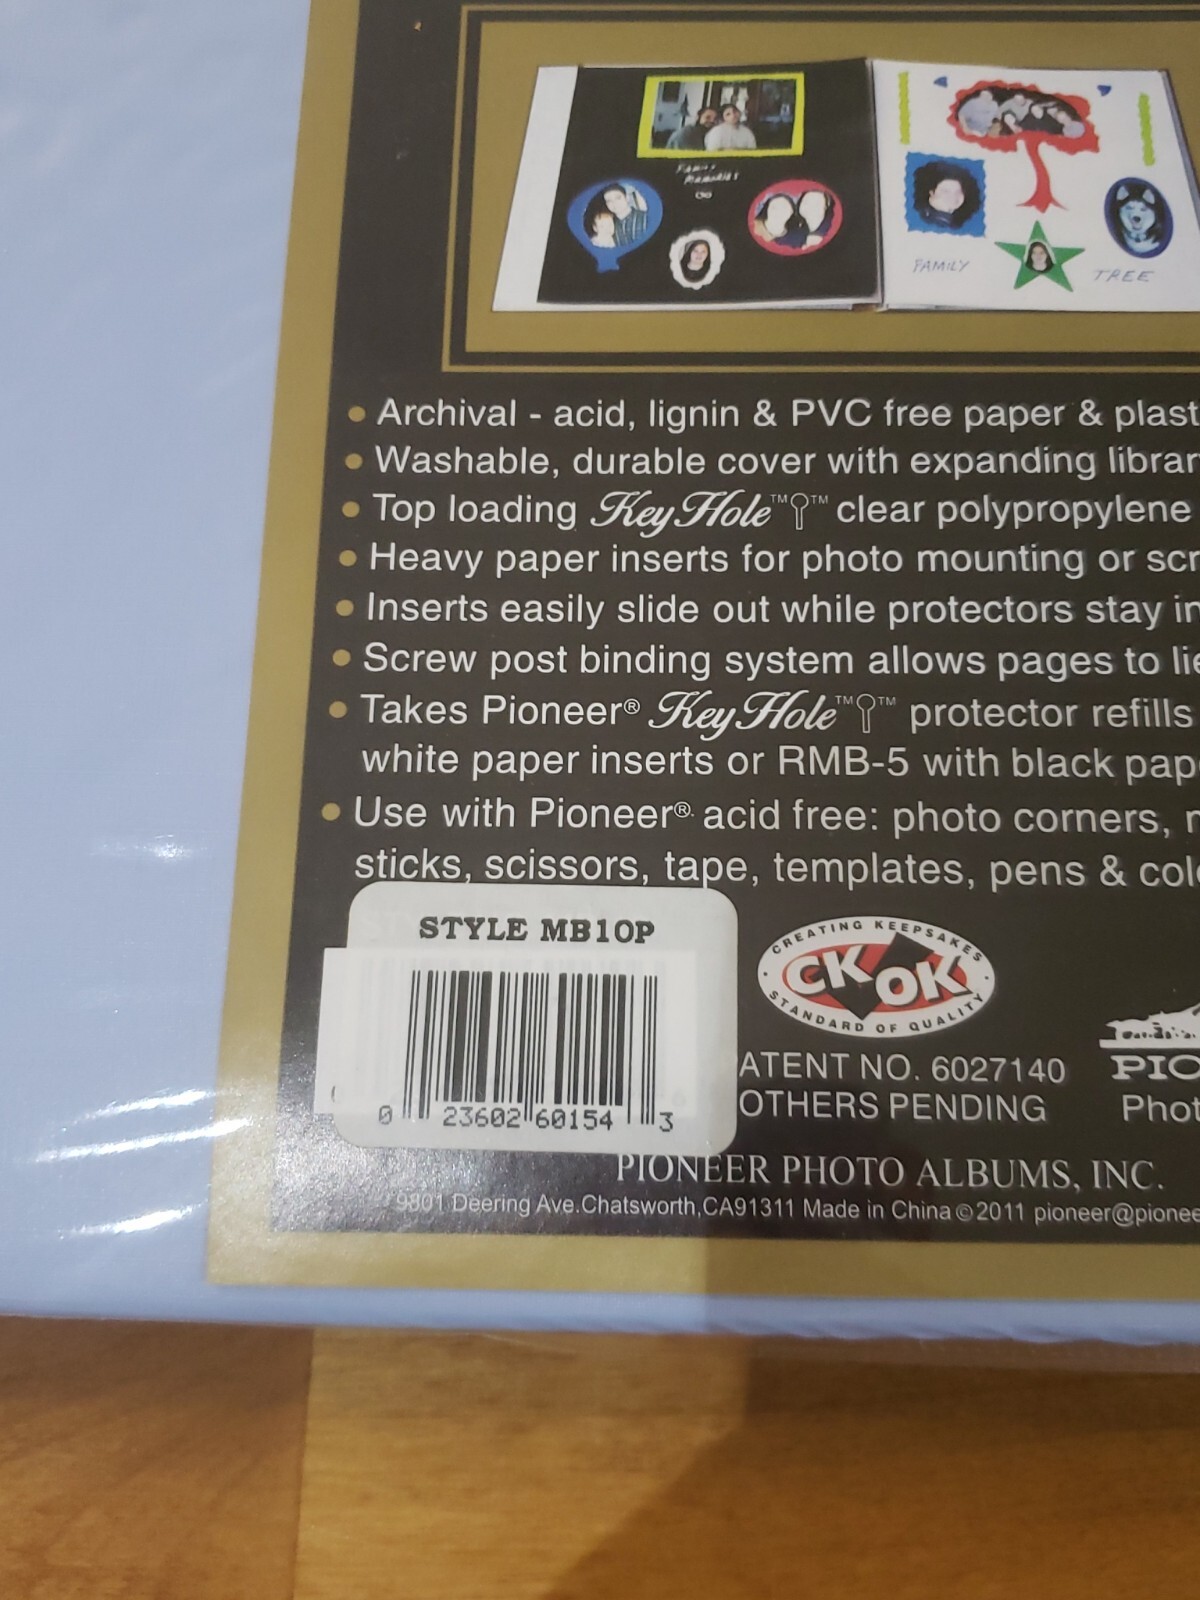 FAMILY MEMORIES
FAMILY TREE
• Archival - acid, lignin & PVC free paper & plast
• Washable, durable cover with expanding librar
• Top loading KeyHole™™ clear polypropylene
• Heavy paper inserts for photo mounting or scr
• Inserts easily slide out while protectors stay in
• Screw post binding system allows pages to lie
• Takes Pioneer® KeyHole™™ protector refills
white paper inserts or RMB-5 with black pap
• Use with Pioneer® acid free: photo corners,
sticks, scissors, tape, templates, pens & col
STYLE MB10P
0 23602 60154 3
CREATING KEEPSAKES
CK OK
STANDARD OF QUALITY
ATENT NO. 6027140
OTHERS PENDING
PIO
Phot
PIONEER PHOTO ALBUMS, INC.
9801 Deering Ave.Chatsworth,CA91311 Made in China©2011 pioneer@pionee